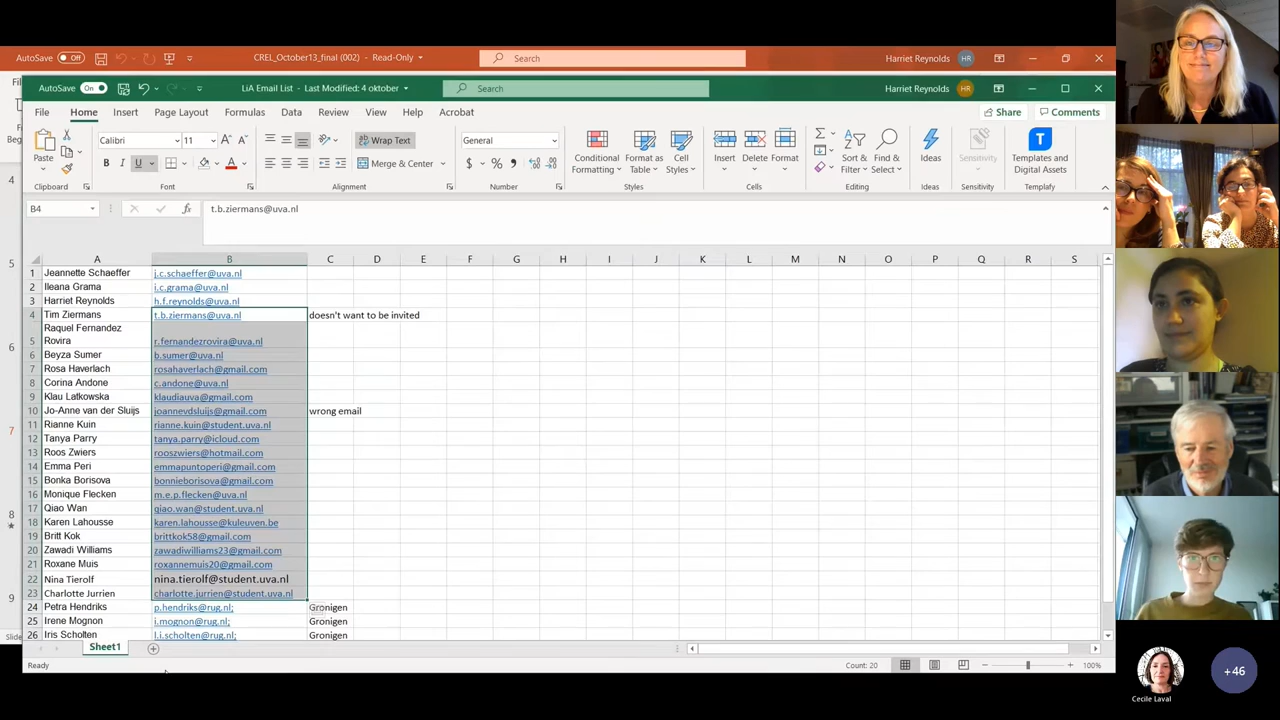 AutoSave Off CREL_October13_final (002) - Read-Only Search Harriet Reynolds HR
AutoSave On LiA Email List - Last Modified: 4 oktober Search Harriet Reynolds HR
File Home Insert Page Layout Formulas Data Review View Help Acrobat Share Comments
Paste Calibri 11 Wrap Text General Conditional Formatting Format as Table Cell Styles Insert Delete Format Sort & Filter Find & Select Ideas Sensitivity Templates and Digital Assets
B I U Merge & Center
Clipboard Font Alignment Number Styles Cells Editing Ideas Sensitivity Templafy
B4 fx t.b.ziermans@uva.nl
A B C D E F G H I J K L M N O P Q R S
1 Jeannette Schaeffer j.c.schaeffer@uva.nl
2 Ileana Grama i.c.grama@uva.nl
3 Harriet Reynolds h.f.reynolds@uva.nl
4 Tim Ziermans t.b.ziermans@uva.nl doesn't want to be invited
Raquel Fernandez
5 Rovira r.fernandezrovira@uva.nl
6 Beyza Sumer b.sumer@uva.nl
7 Rosa Haverlach rosahaverlach@gmail.com
8 Corina Andone c.andone@uva.nl
9 Klau Latkowska klaudiauva@gmail.com
10 Jo-Anne van der Sluijs joannevdsluijs@gmail.com wrong email
11 Rianne Kuin rianne.kuin@student.uva.nl
12 Tanya Parry tanya.parry@icloud.com
13 Roos Zwiers rooszwiers@hotmail.com
14 Emma Peri emmapuntoperi@gmail.com
15 Bonka Borisova bonnieborisova@gmail.com
16 Monique Flecken m.e.p.flecken@uva.nl
17 Qiao Wan qiao.wan@student.uva.nl
18 Karen Lahousse karen.lahousse@kuleuven.be
19 Britt Kok brittkok58@gmail.com
20 Zawadi Williams zawadiwilliams23@gmail.com
21 Roxane Muis roxannemuis20@gmail.com
22 Nina Tierolf nina.tierolf@student.uva.nl
23 Charlotte Jurrien charlotte.jurrien@student.uva.nl
24 Petra Hendriks p.hendriks@rug.nl; Gronigen
25 Irene Mognon i.mognon@rug.nl; Gronigen
26 Iris Scholten l.i.scholten@rug.nl; Gronigen
Sheet1
Ready Count: 20 100%
4
5
6
7
8
9
Cecile Laval
+46